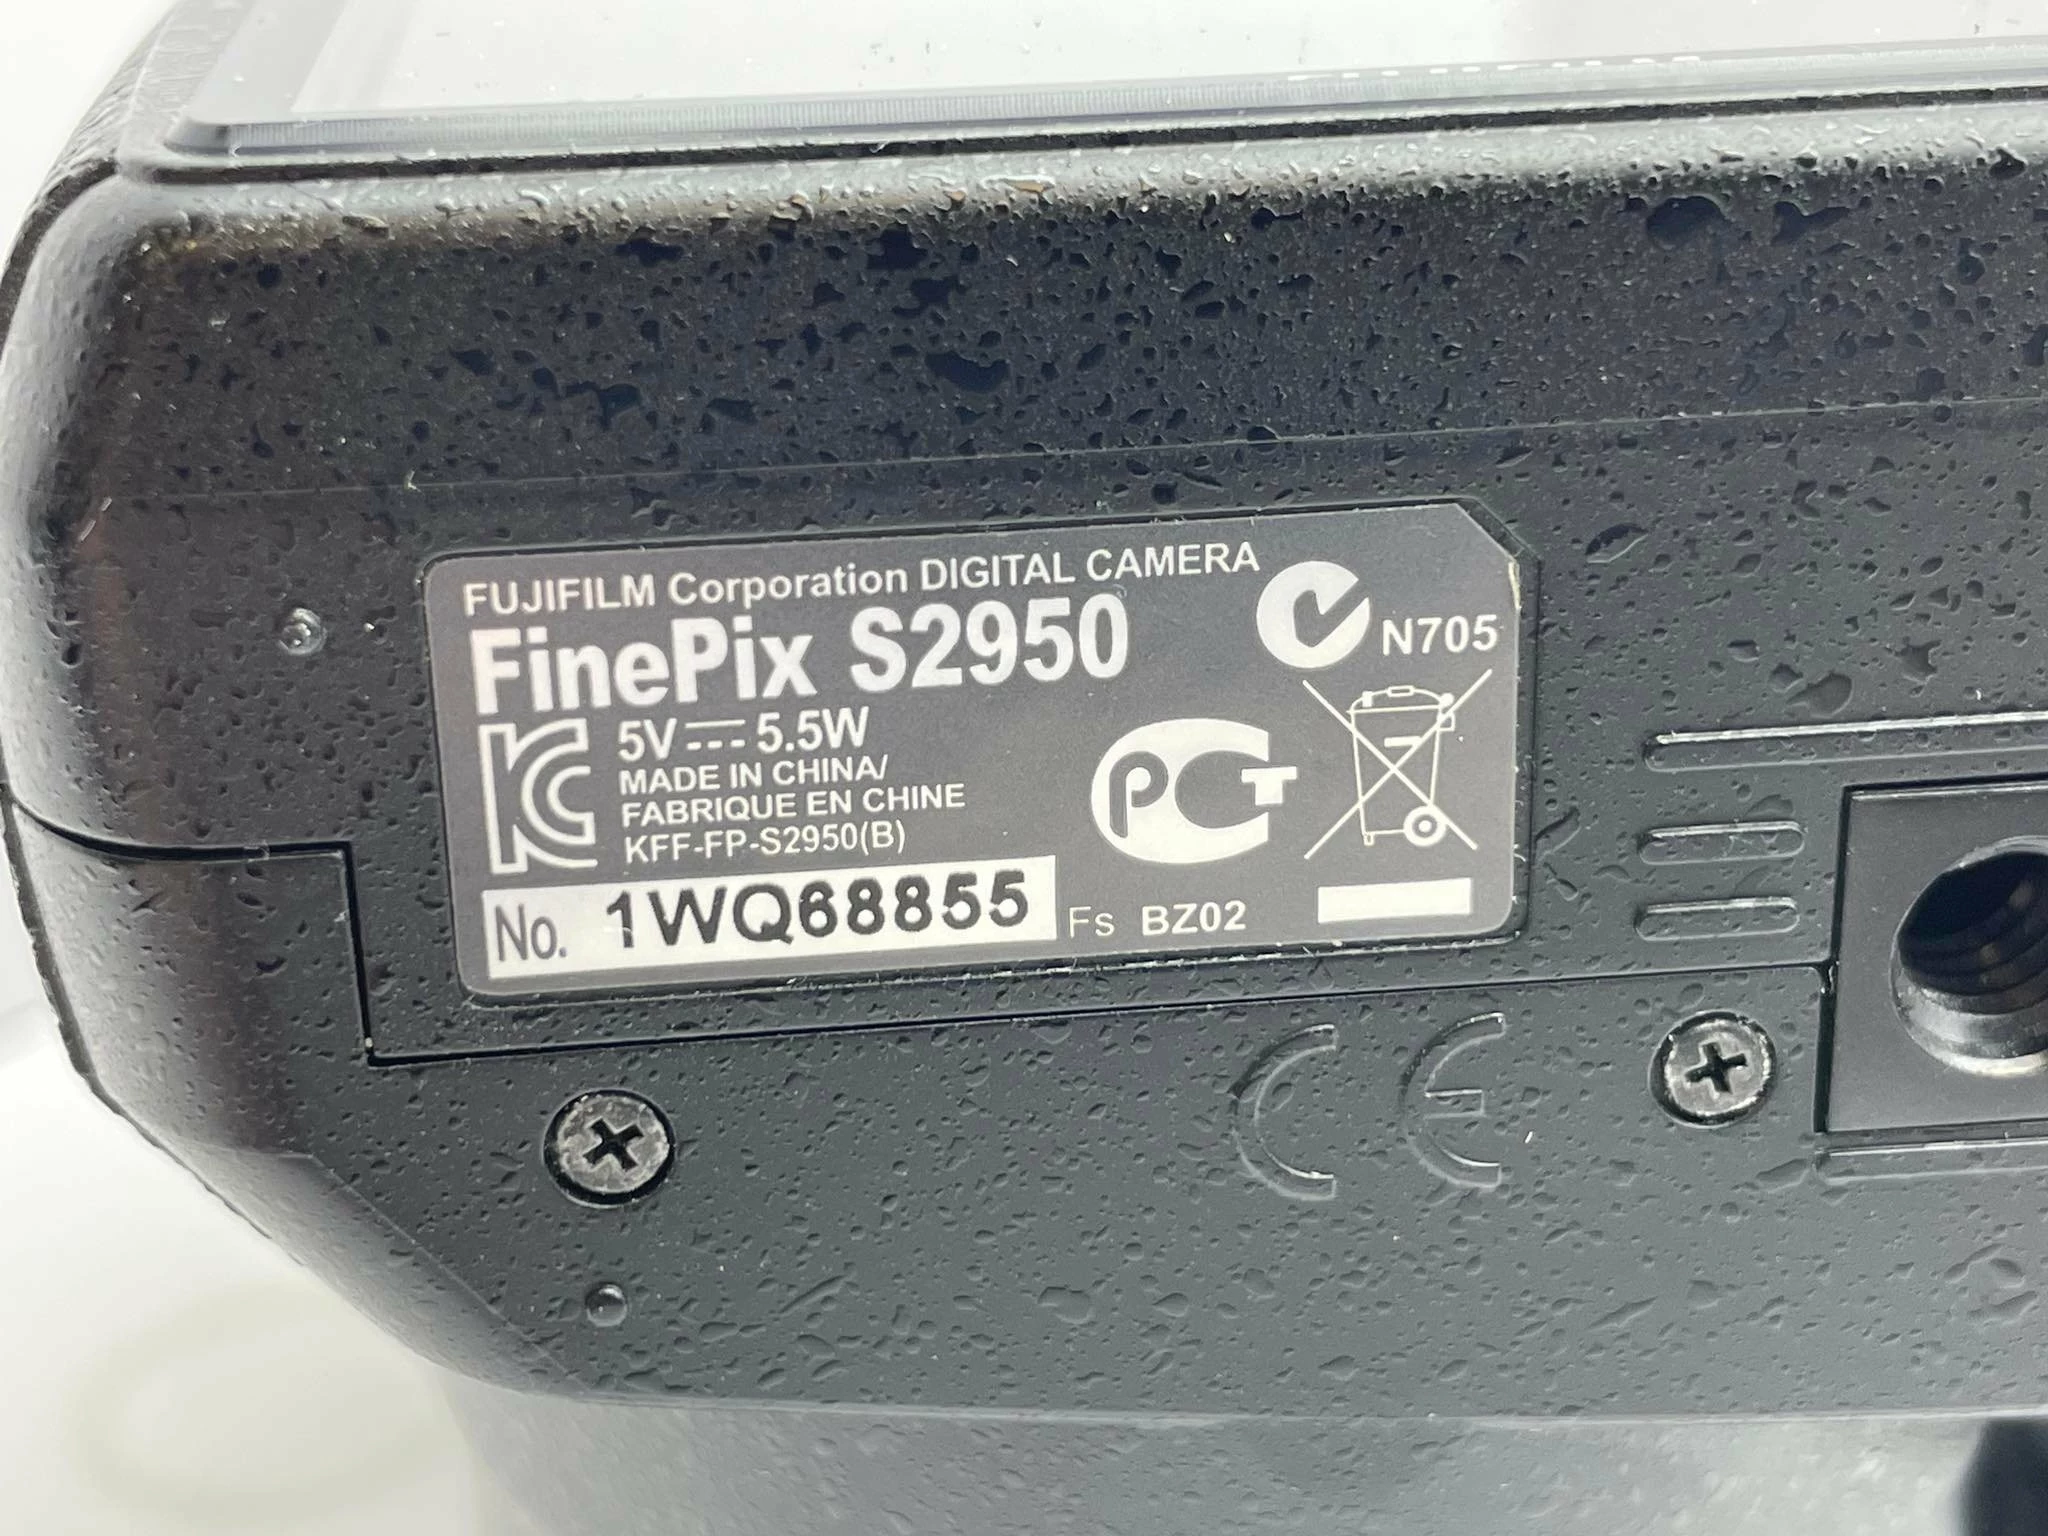 FUJIFILM Corporation DIGITAL CAMERA
FinePix S2950
N705
5V 5.5W
MADE IN CHINA/
FABRIQUE EN CHINE
KFF-FP-S2950(B)
No. 1WQ68855
Fs BZ02
CE